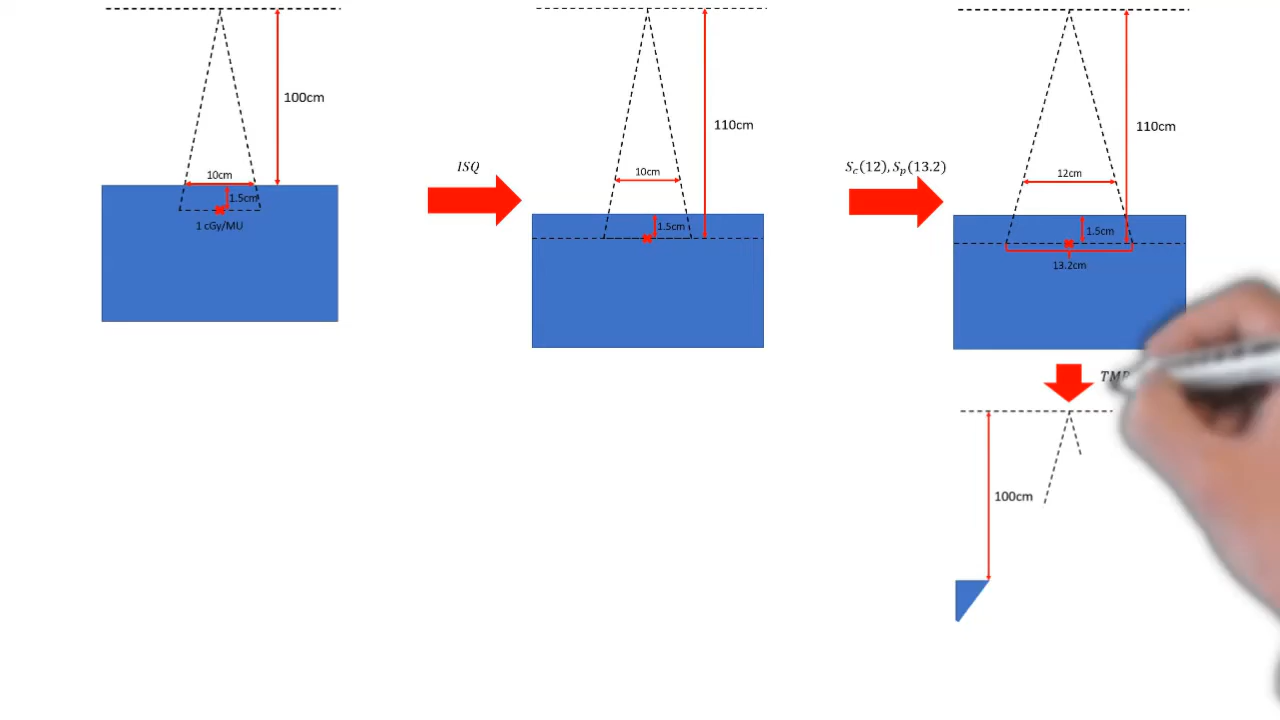 100cm
10cm
1.5cm
1 cGy/MU
ISQ
110cm
10cm
1.5cm
S_c(12), S_p(13.2)
110cm
12cm
1.5cm
13.2cm
100cm